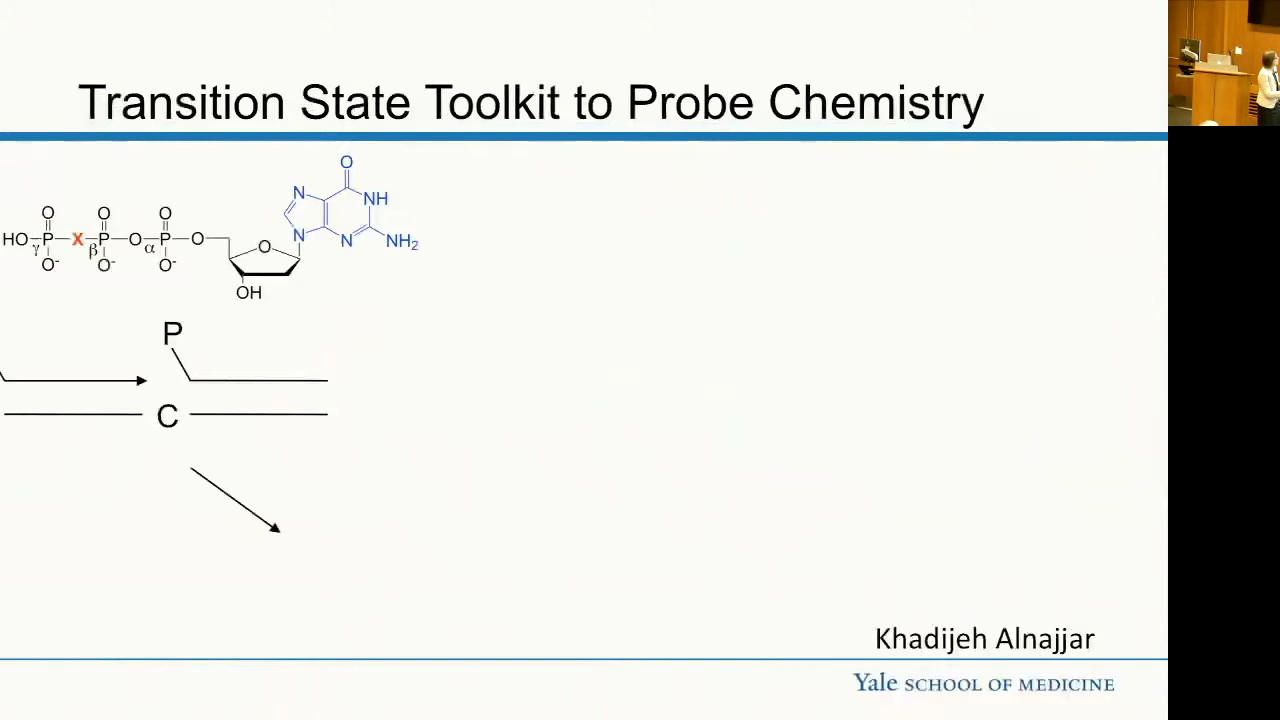 Transition State Toolkit to Probe Chemistry
O
N
NH
O O O
HO P X P O P O
γ β α
O
N
N
NH2
O- O- O-
OH
P
C
Khadijeh Alnajjar
Yale SCHOOL OF MEDICINE